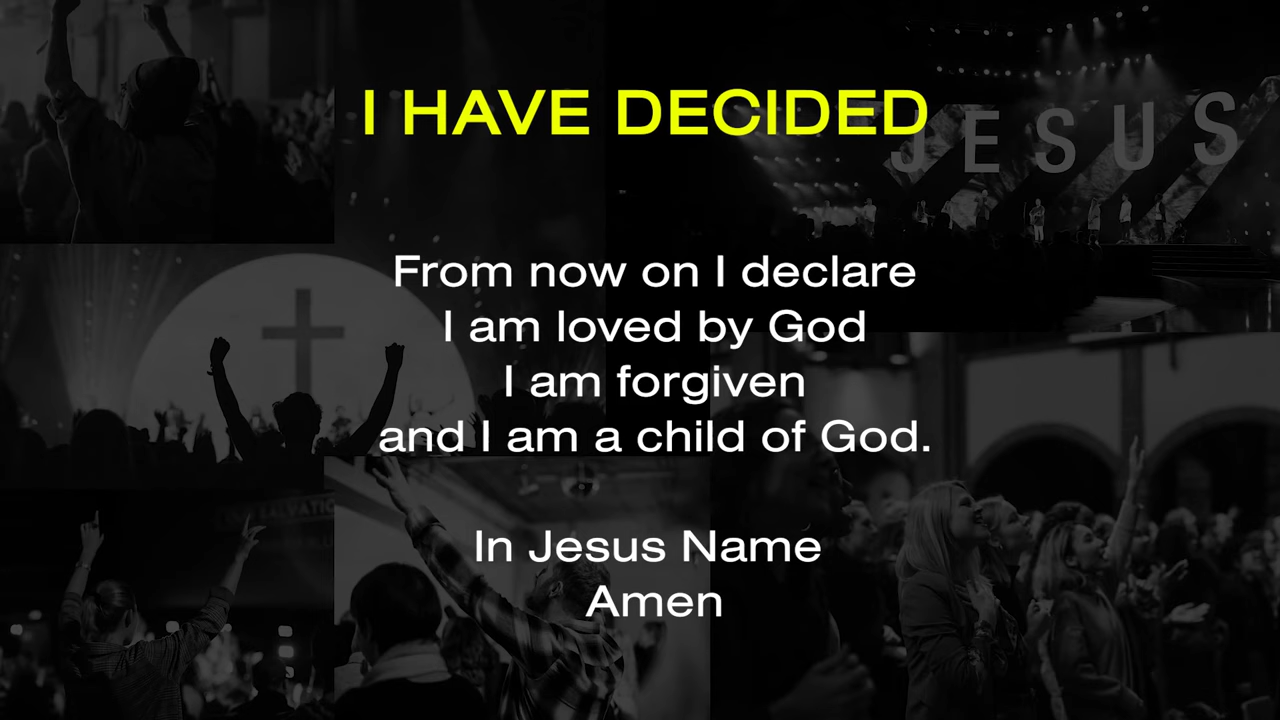 I HAVE DECIDED
JESUS
From now on I declare
I am loved by God
I am forgiven
and I am a child of God.
In Jesus Name
Amen